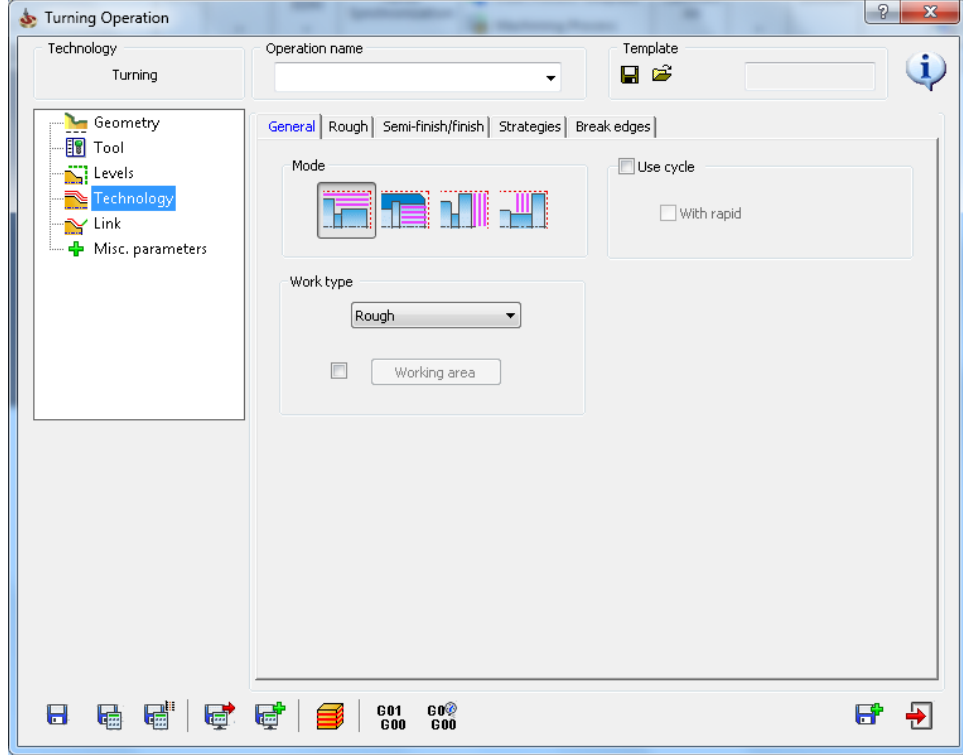 Turning Operation
?
Technology
Turning
Operation name
Template
i
Geometry
Tool
Levels
Technology
Link
Misc. parameters
General
Rough
Semi-finish/finish
Strategies
Break edges
Mode
Use cycle
With rapid
Work type
Rough
Working area
G01
G00
G0
G00